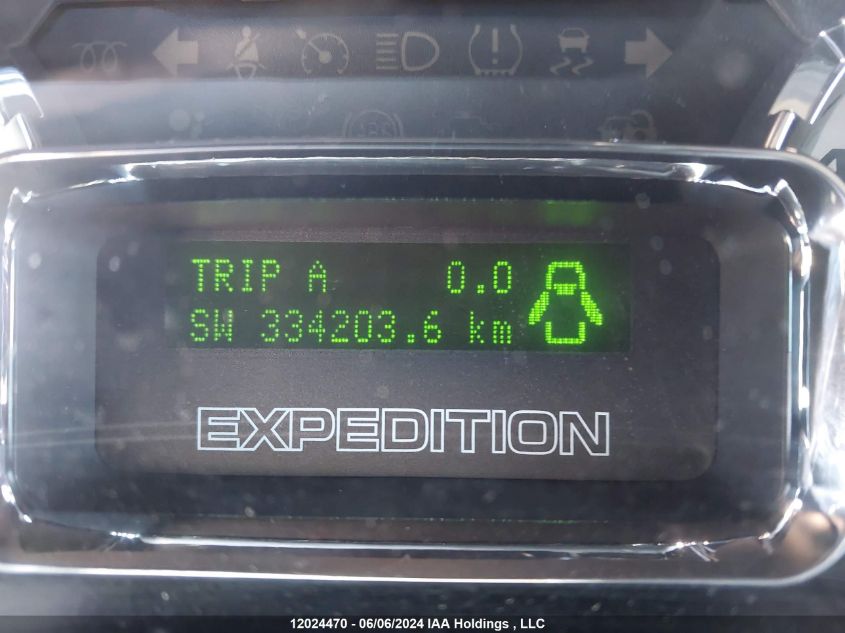 TRIP A 0.0
SW 334203.6 km
EXPEDITION
12024470 - 06/06/2024 IAA Holdings , LLC